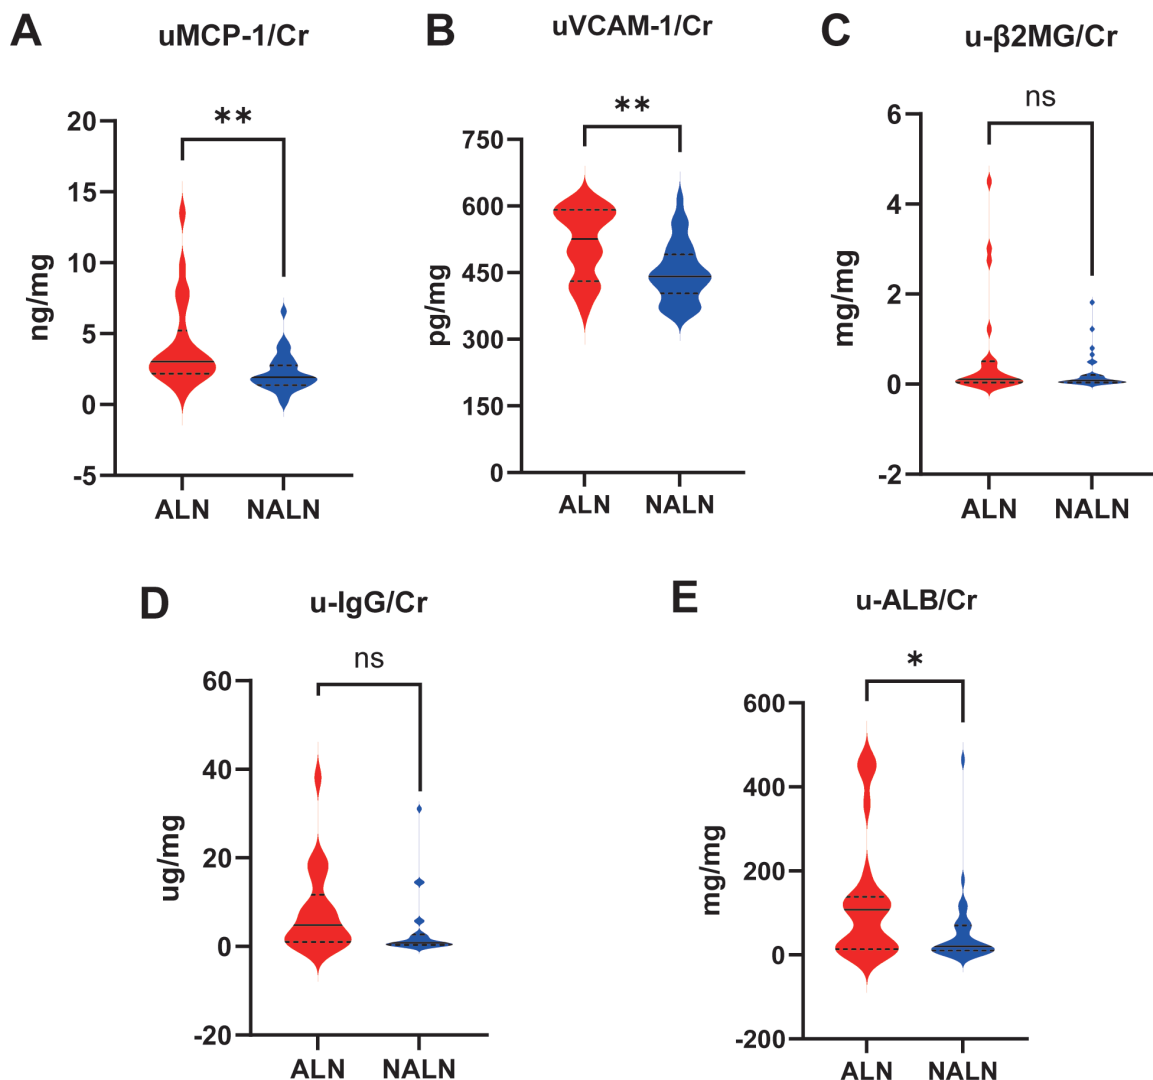 A uMCP-1/Cr
**
20
15
10
5
0
-5
ng/mg
ALN NALN
B uVCAM-1/Cr
**
750
600
450
300
150
0
pg/mg
ALN NALN
C u-β2MG/Cr
ns
6
4
2
0
-2
mg/mg
ALN NALN
D u-IgG/Cr
ns
60
40
20
0
-20
ug/mg
ALN NALN
E u-ALB/Cr
*
600
400
200
0
-200
mg/mg
ALN NALN